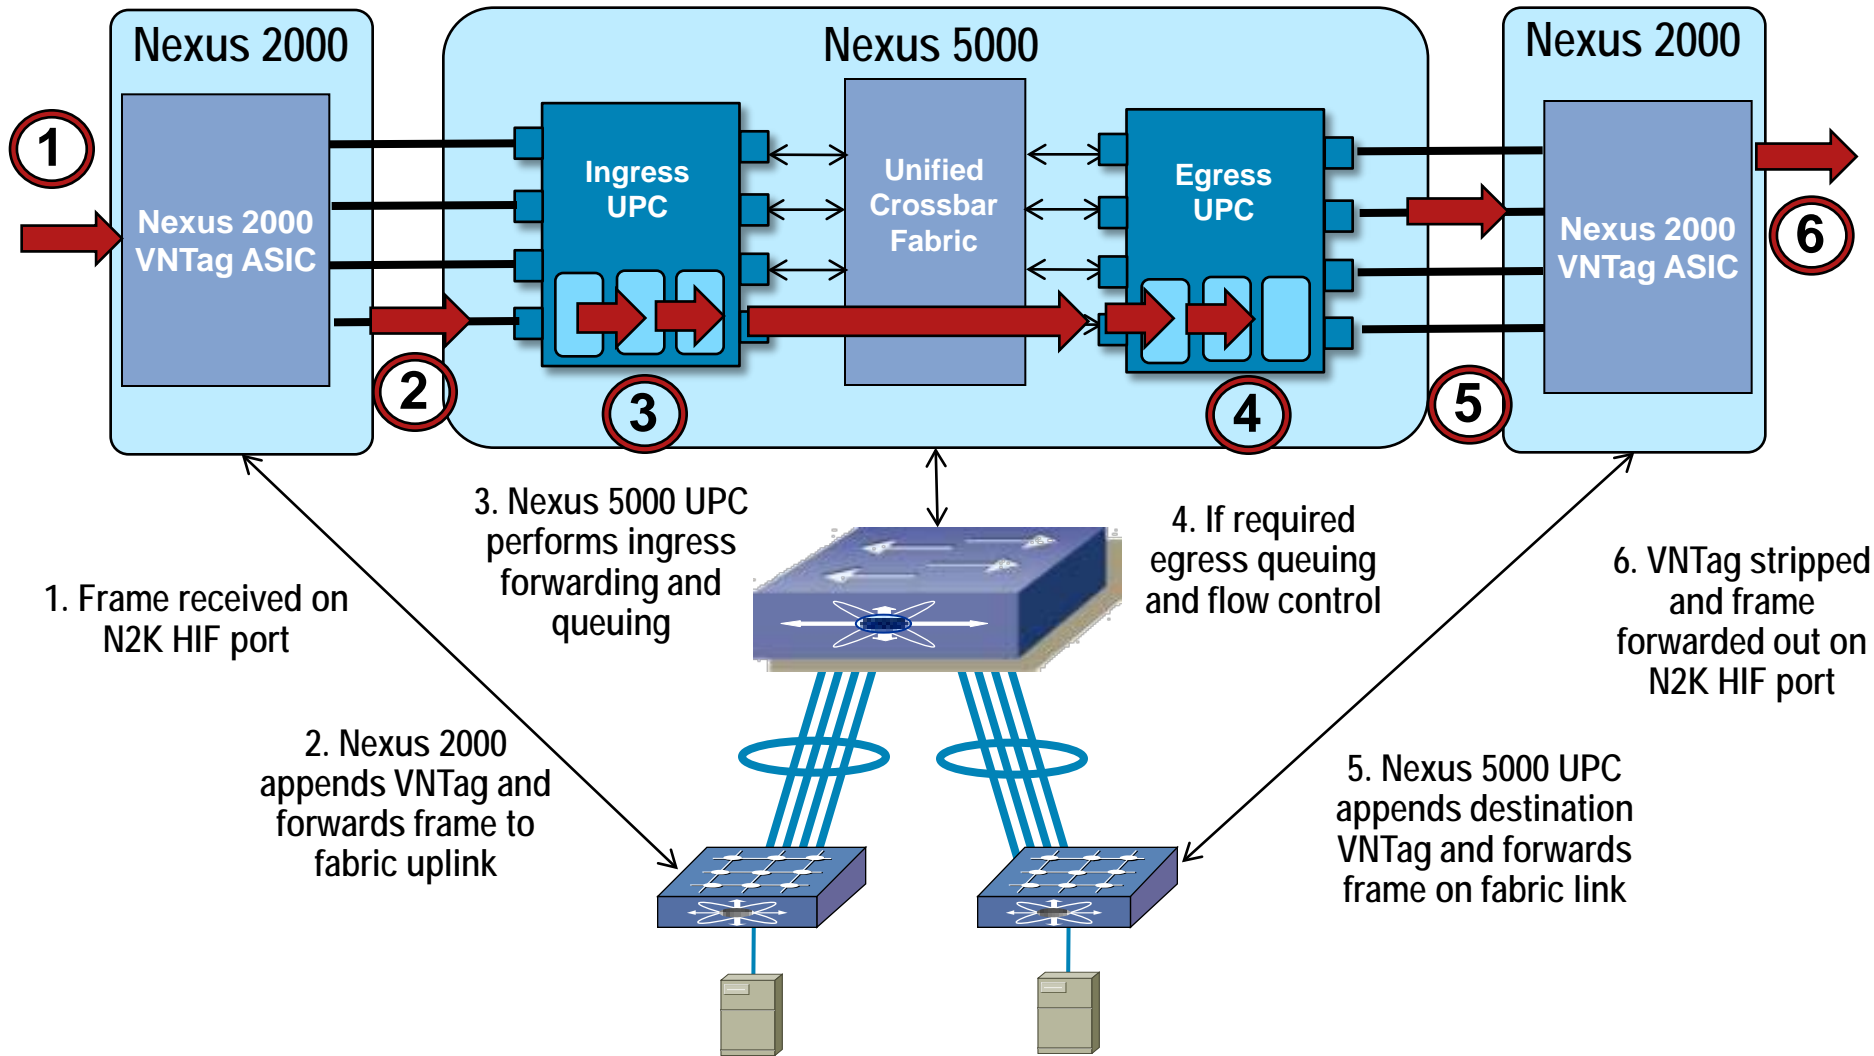 Nexus 2000
Nexus 5000
Nexus 2000
1
Nexus 2000
VNTag ASIC
2
Ingress
UPC
3
Unified
Crossbar
Fabric
Egress
UPC
4
5
Nexus 2000
VNTag ASIC
6
1. Frame received on
N2K HIF port
2. Nexus 2000
appends VNTag and
forwards frame to
fabric uplink
3. Nexus 5000 UPC
performs ingress
forwarding and
queuing
4. If required
egress queuing
and flow control
5. Nexus 5000 UPC
appends destination
VNTag and forwards
frame on fabric link
6. VNTag stripped
and frame
forwarded out on
N2K HIF port